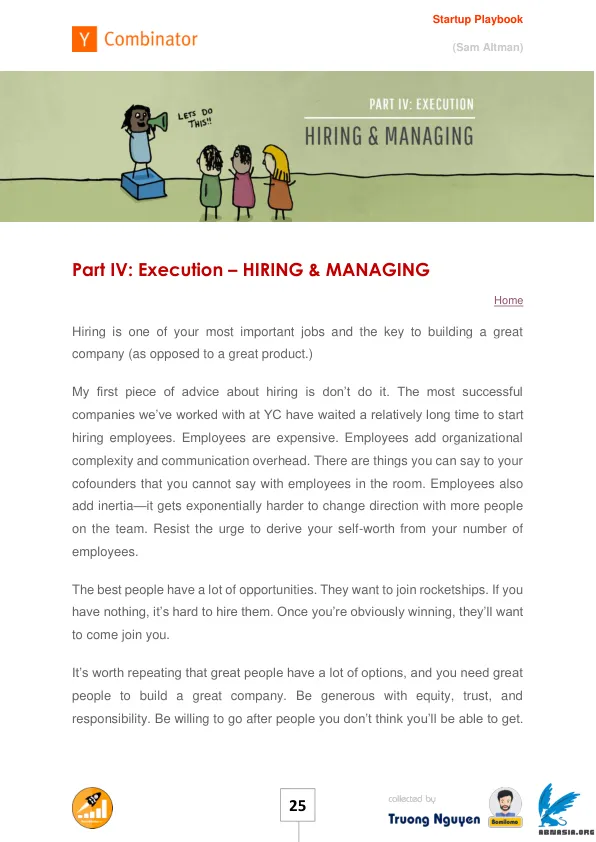 Startup Playbook
Y Combinator
(Sam Altman)
PART IV: EXECUTION
HIRING & MANAGING
LETS DO
THIS!!
Part IV: Execution – HIRING & MANAGING
Home
Hiring is one of your most important jobs and the key to building a great
company (as opposed to a great product.)
My first piece of advice about hiring is don’t do it. The most successful
companies we’ve worked with at YC have waited a relatively long time to start
hiring employees. Employees are expensive. Employees add organizational
complexity and communication overhead. There are things you can say to your
cofounders that you cannot say with employees in the room. Employees also
add inertia—it gets exponentially harder to change direction with more people
on the team. Resist the urge to derive your self-worth from your number of
employees.
The best people have a lot of opportunities. They want to join rocketships. If you
have nothing, it’s hard to hire them. Once you’re obviously winning, they’ll want
to come join you.
It’s worth repeating that great people have a lot of options, and you need great
people to build a great company. Be generous with equity, trust, and
responsibility. Be willing to go after people you don’t think you’ll be able to get.
25
collected by
Truong Nguyen
Somilame
ABNASIA.ORG